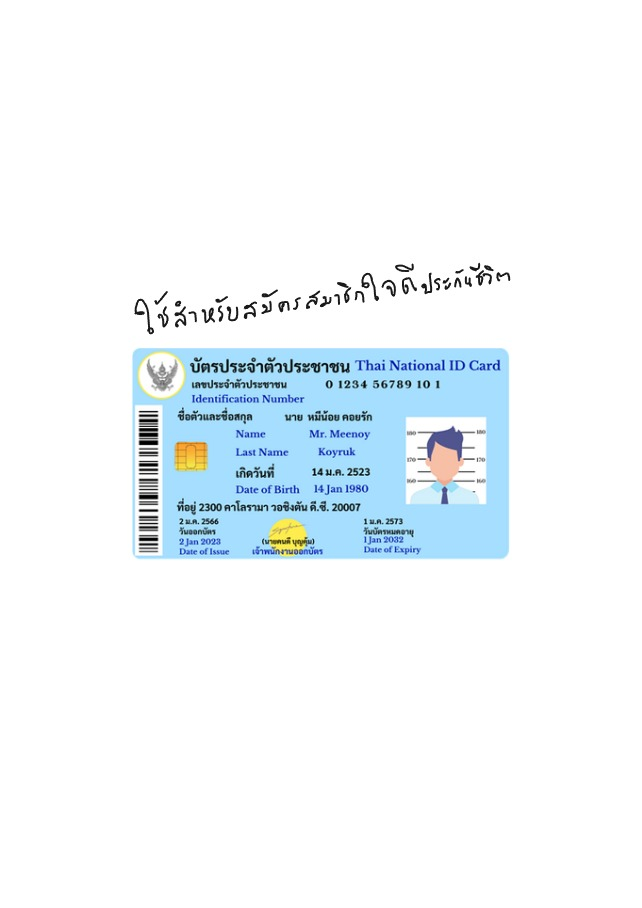 ใช้สำหรับสมัครสมาชิกใจดีประกันชีวิต
บัตรประจำตัวประชาชน Thai National ID Card
เลขประจำตัวประชาชน 0 1234 56789 10 1
Identification Number
ชื่อตัวและชื่อสกุล นาย หมีน้อย คอยรัก
Name Mr. Meenoy
Last Name Koyruk
เกิดวันที่ 14 ม.ค. 2523
Date of Birth 14 Jan 1980
ที่อยู่ 2300 คาโลรามา วอชิงตัน ดี.ซี. 20007
180 180
170 170
160 160
2 ม.ค. 2566 1 ม.ค. 2573
วันออกบัตร วันบัตรหมดอายุ
2 Jan 2023 (นายคนดี บุญคุ้ม) 1 Jan 2032
Date of Issue เจ้าพนักงานออกบัตร Date of Expiry